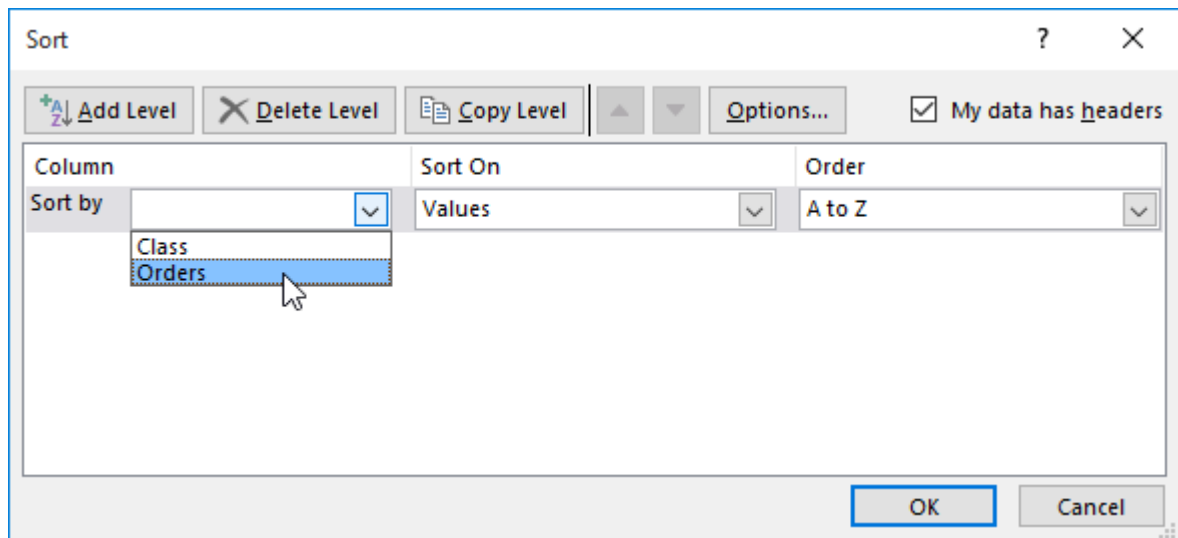 Sort ?
Add Level Delete Level Copy Level Options... My data has headers
Column Sort On Order
Sort by Values A to Z
Class
Orders
OK Cancel